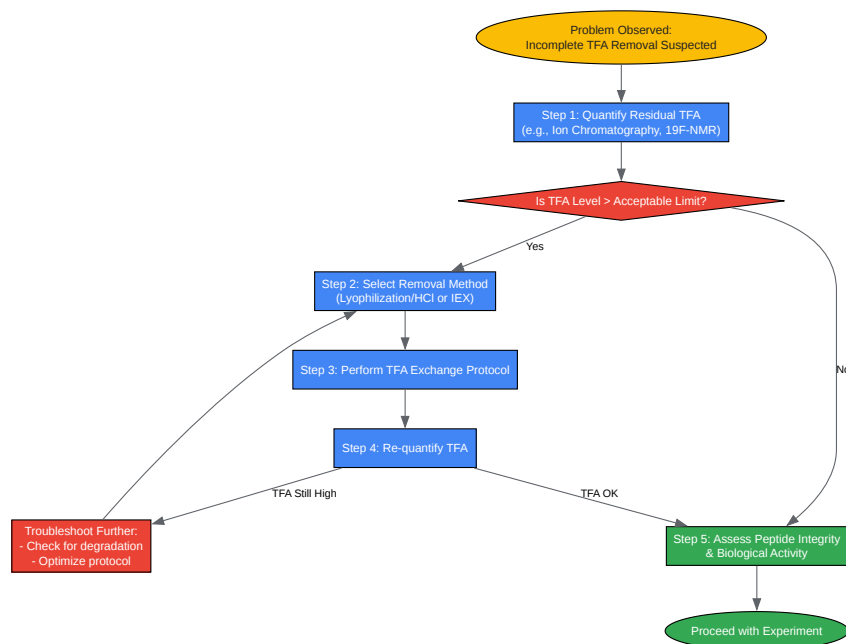 Problem Observed:
Incomplete TFA Removal Suspected
Step 1: Quantify Residual TFA
(e.g., Ion Chromatography, 19F-NMR)
Is TFA Level > Acceptable Limit?
Yes
Step 2: Select Removal Method
(Lyophilization/HCl or IEX)
No
Step 3: Perform TFA Exchange Protocol
Step 4: Re-quantify TFA
TFA Still High
TFA OK
Troubleshoot Further:
- Check for degradation
- Optimize protocol
Step 5: Assess Peptide Integrity
& Biological Activity
Proceed with Experiment